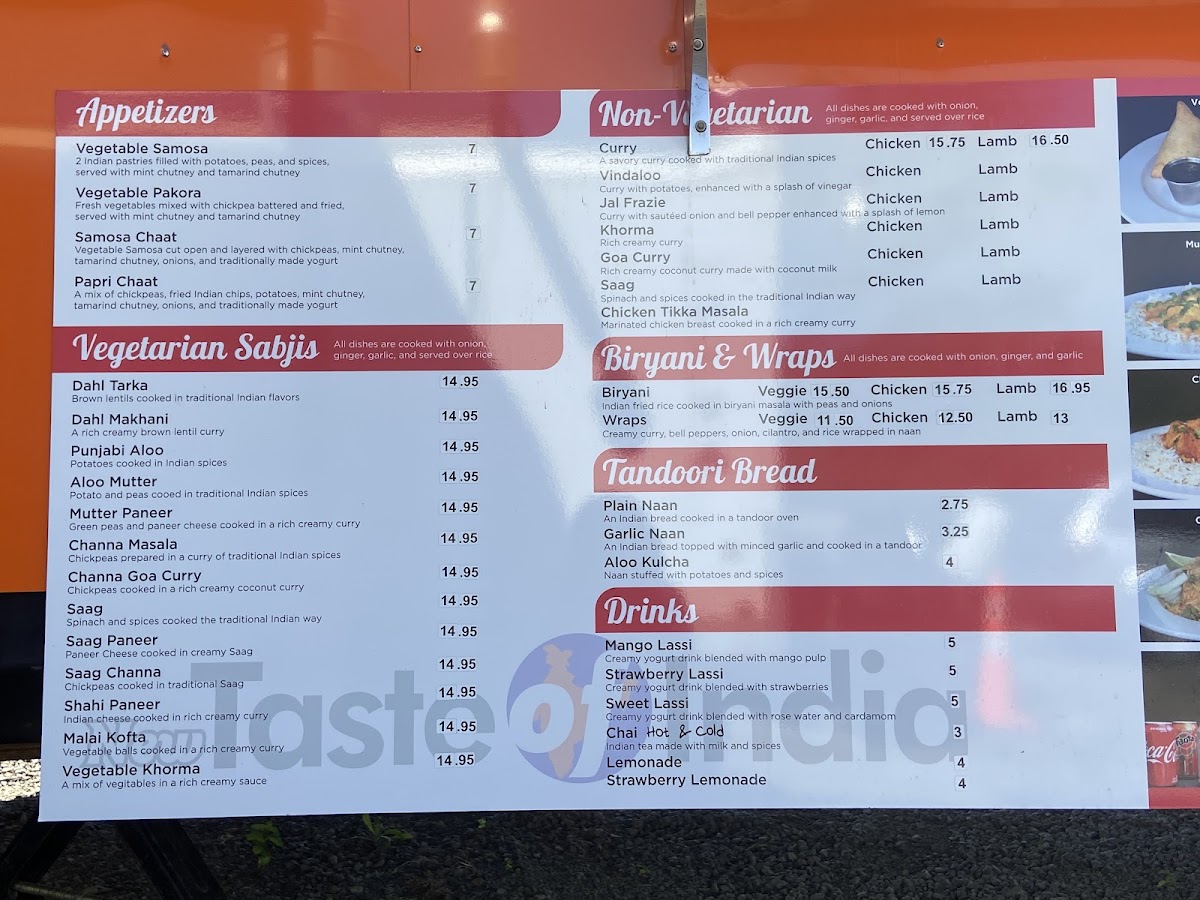 Appetizers
Vegetable Samosa 7
2 Indian pastries filled with potatoes, peas, and spices,
served with mint chutney and tamarind chutney
Vegetable Pakora 7
Fresh vegetables mixed with chickpea battered and fried,
served with mint chutney and tamarind chutney
Samosa Chaat 7
Vegetable Samosa cut open and layered with chickpeas, mint chutney,
tamarind chutney, onions, and traditionally made yogurt
Papri Chaat 7
A mix of chickpeas, fried Indian chips, potatoes, mint chutney,
tamarind chutney, onions, and traditionally made yogurt
Vegetarian Sabjis All dishes are cooked with onion,
ginger, garlic, and served over rice
Dahl Tarka 14.95
Brown lentils cooked in traditional Indian flavors
Dahl Makhani 14.95
A rich creamy brown lentil curry
Punjabi Aloo 14.95
Potatoes cooked in Indian spices
Aloo Mutter 14.95
Potato and peas cooed in traditional Indian spices
Mutter Paneer 14.95
Green peas and paneer cheese cooked in a rich creamy curry
Channa Masala 14.95
Chickpeas prepared in a curry of traditional Indian spices
Channa Goa Curry 14.95
Chickpeas cooked in a rich creamy coconut curry
Saag 14.95
Spinach and spices cooked the traditional Indian way
Saag Paneer 14.95
Paneer Cheese cooked in creamy Saag
Saag Channa 14.95
Chickpeas cooked in traditional Saag
Shahi Paneer 14.95
Indian cheese cooked in rich creamy curry
Malai Kofta 14.95
Vegetable balls cooked in a rich creamy curry
Vegetable Khorma 14.95
A mix of vegitables in a rich creamy sauce
Non-Vegetarian All dishes are cooked with onion,
ginger, garlic, and served over rice
Curry Chicken 15.75 Lamb 16.50
A savory curry cooked with traditional Indian spices
Vindaloo Chicken Lamb
Curry with potatoes, enhanced with a splash of vinegar
Jal Frazie Chicken Lamb
Curry with sautéed onion and bell pepper enhanced with a splash of lemon
Khorma Chicken Lamb
Rich creamy curry
Goa Curry Chicken Lamb
Rich creamy coconut curry made with coconut milk
Saag Chicken Lamb
Spinach and spices cooked in the traditional Indian way
Chicken Tikka Masala
Marinated chicken breast cooked in a rich creamy curry
Biryani & Wraps All dishes are cooked with onion, ginger, and garlic
Biryani Veggie 15.50 Chicken 15.75 Lamb 16.95
Indian fried rice cooked in biryani masala with peas and onions
Wraps Veggie 11.50 Chicken 12.50 Lamb 13
Creamy curry, bell peppers, onion, cilantro, and rice wrapped in naan
Tandoori Bread
Plain Naan 2.75
An Indian bread cooked in a tandoor oven
Garlic Naan 3.25
An Indian bread topped with minced garlic and cooked in a tandoor
Aloo Kulcha 4
Naan stuffed with potatoes and spices
Drinks
Mango Lassi 5
Creamy yogurt drink blended with mango pulp
Strawberry Lassi 5
Creamy yogurt drink blended with strawberries
Sweet Lassi 5
Creamy yogurt drink blended with rose water and cardamom
Chai Hot & Cold 3
Indian tea made with milk and spices
Lemonade 4
Strawberry Lemonade 4
Taste of India